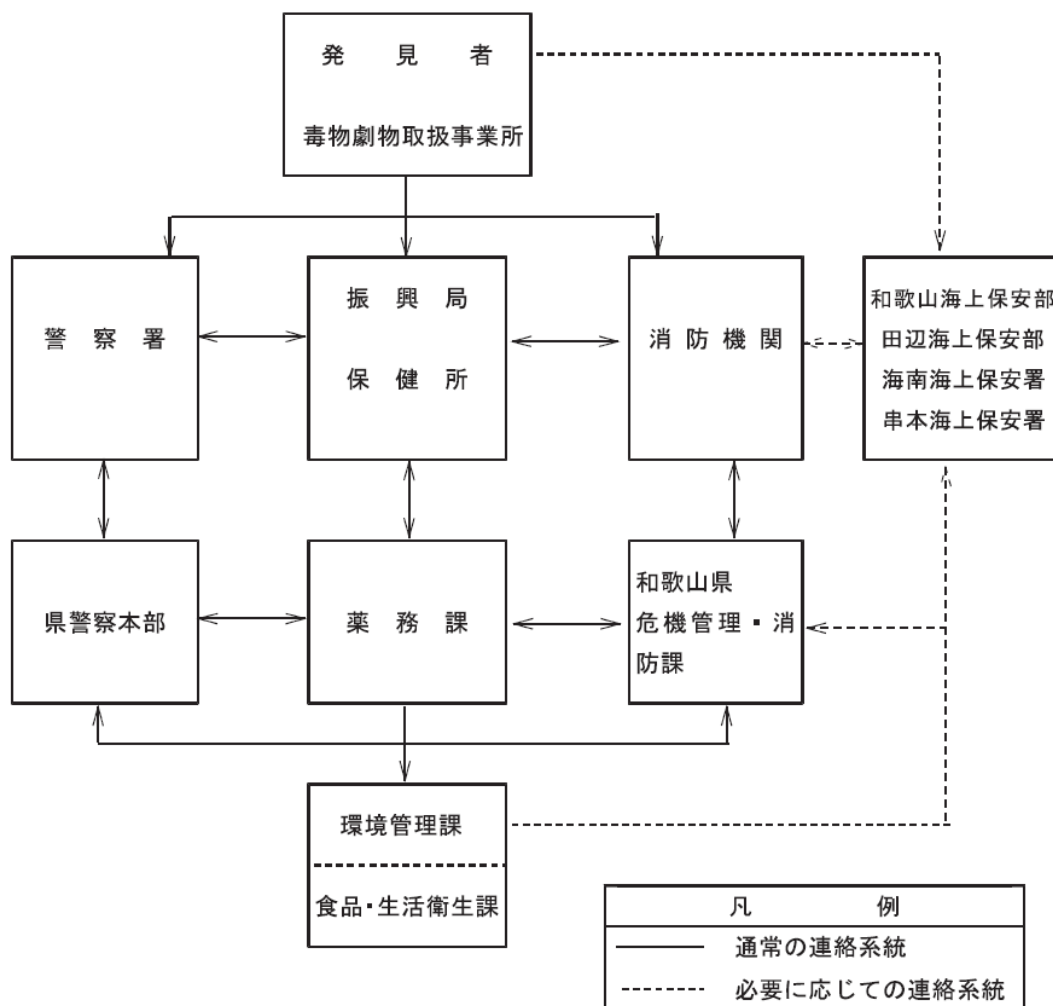 発見者
毒物劇物取扱事業所
警察署
振興局
保健所
消防機関
和歌山海上保安部
田辺海上保安部
海南海上保安署
串本海上保安署
県警察本部
薬務課
和歌山県
危機管理・消
防課
環境管理課
食品・生活衛生課
凡例
通常の連絡系統
必要に応じての連絡系統